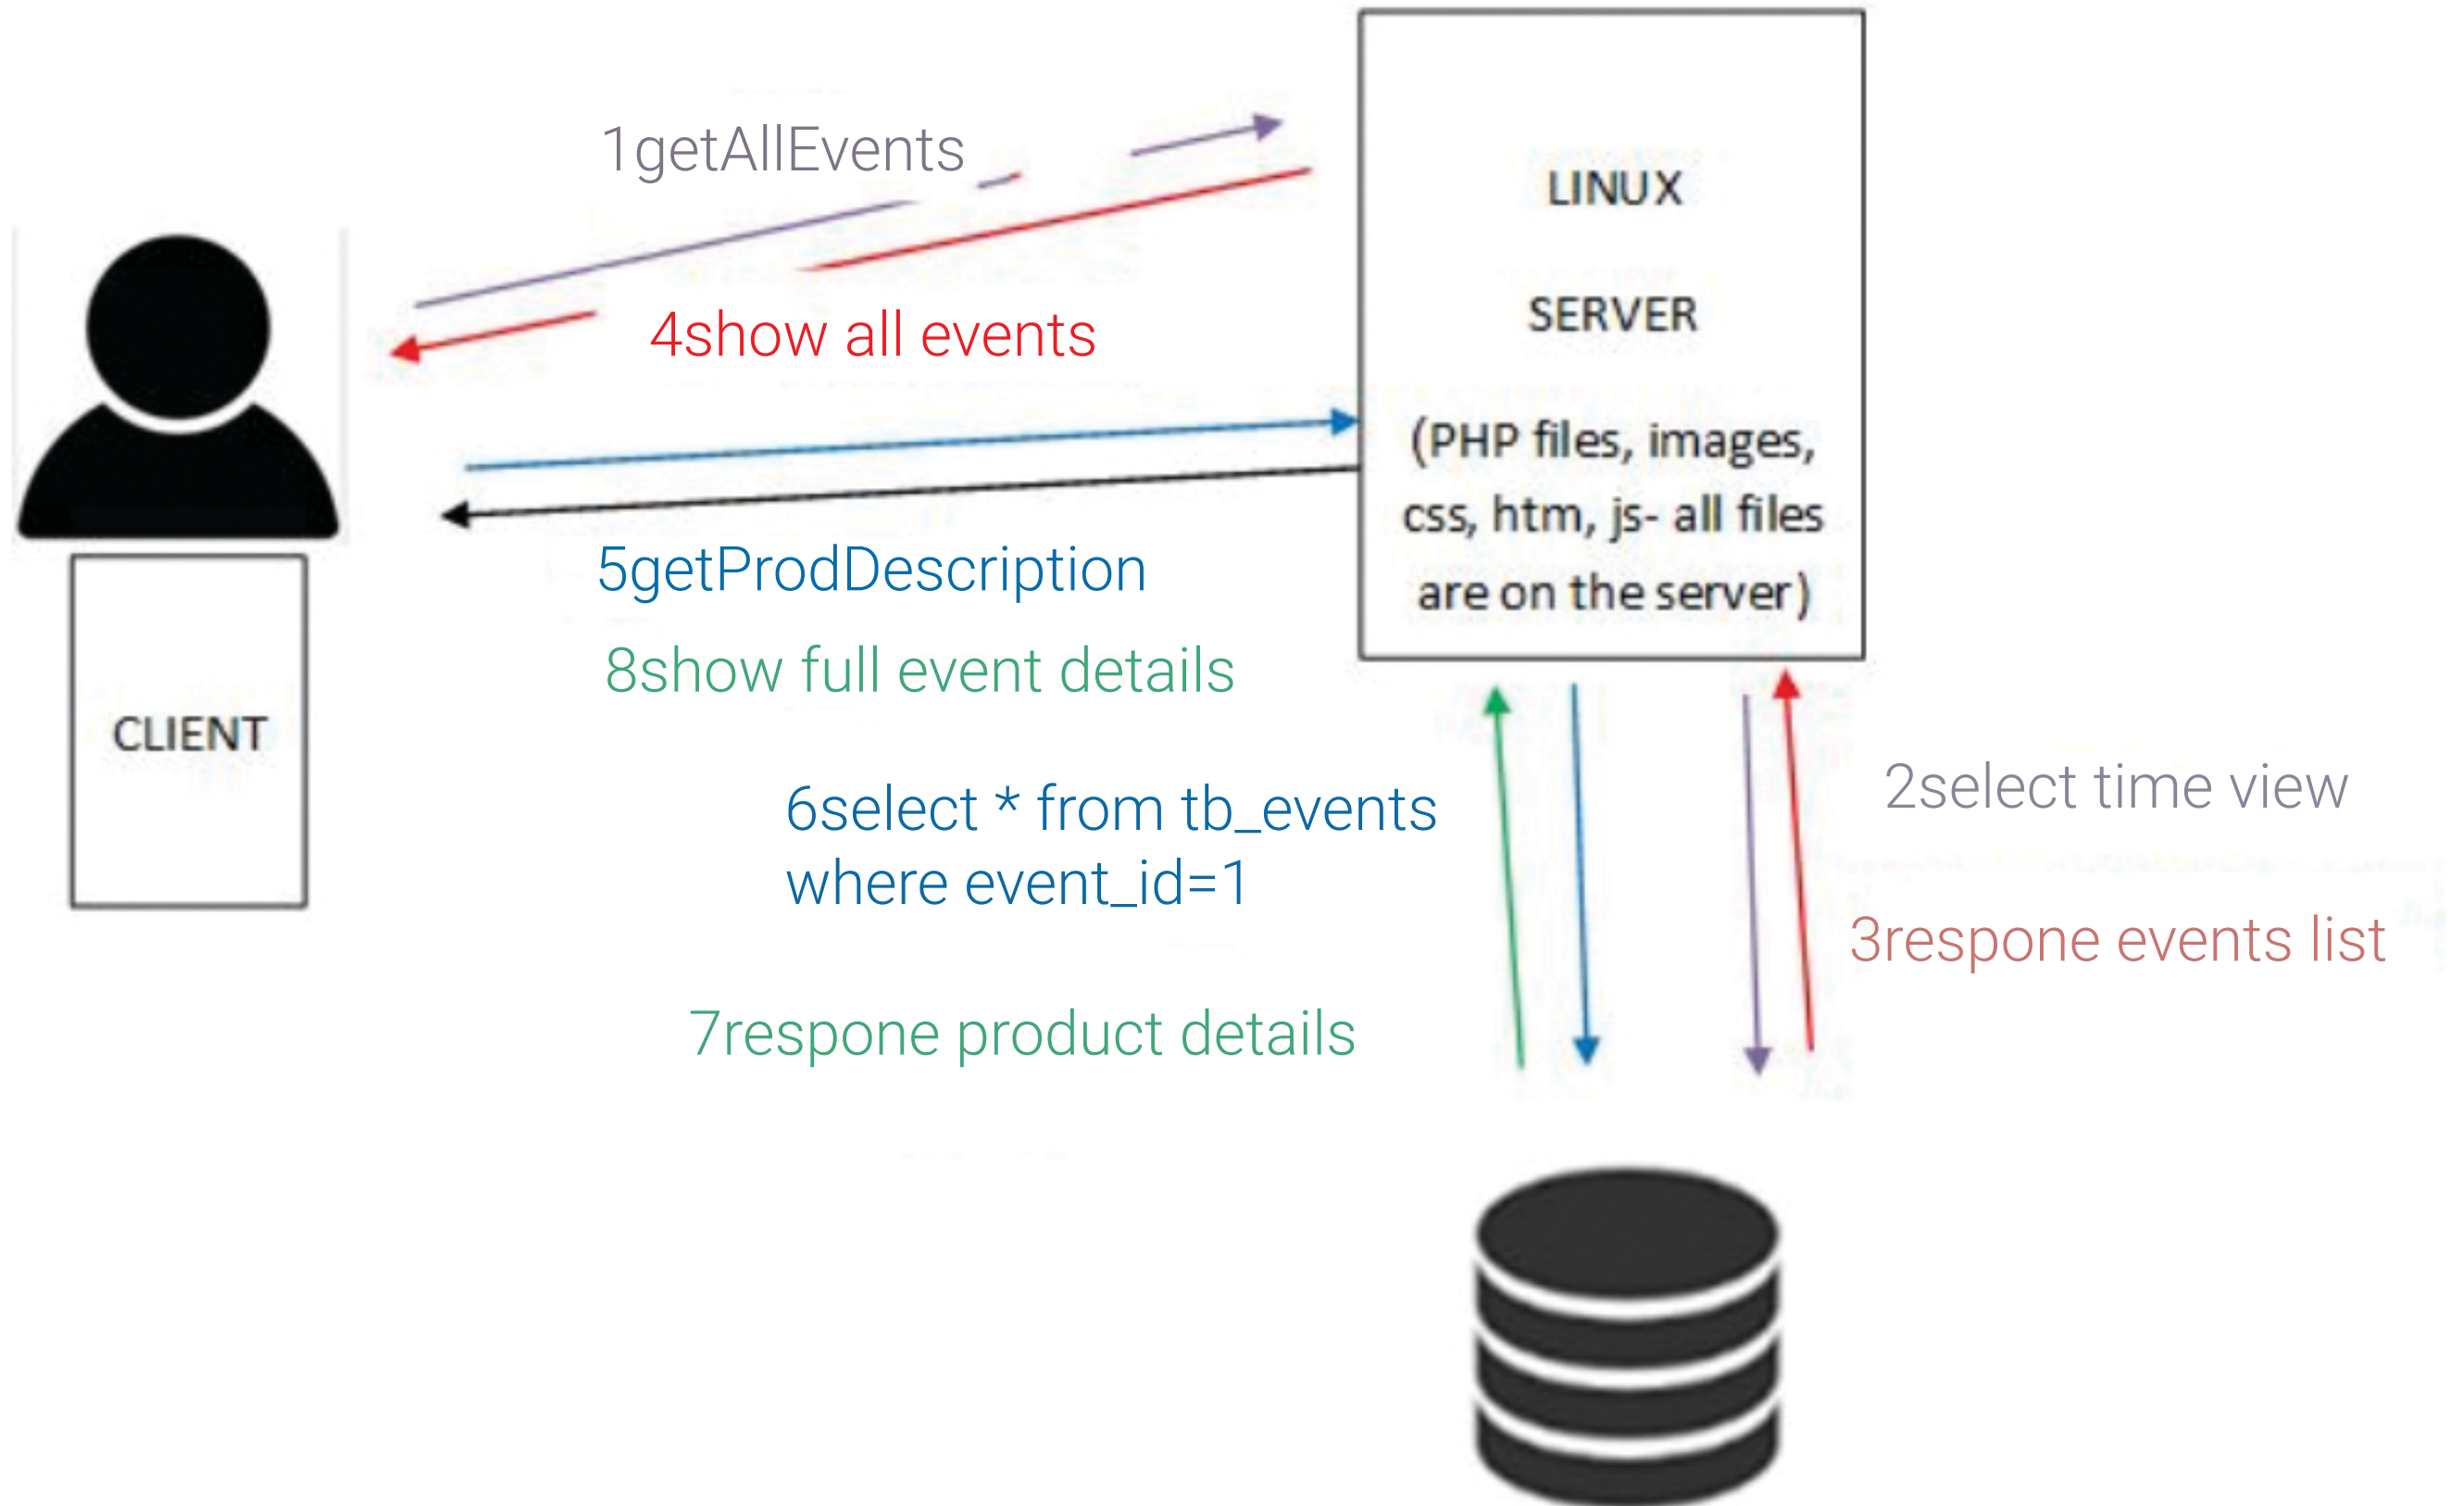 1getAllEvents
4show all events
5getProdDescription
8show full event details
CLIENT
LINUX
SERVER
(PHP files, images,
css, htm, js- all files
are on the server)
6select * from tb_events
where event_id=1
7respone product details
2select time view
3respone events list